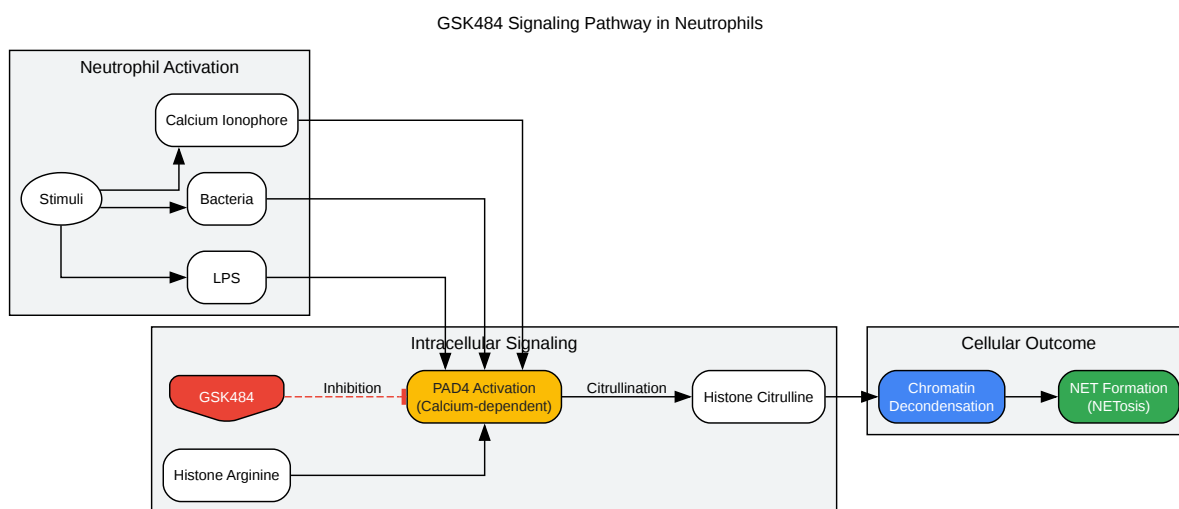 GSK484 Signaling Pathway in Neutrophils
Neutrophil Activation
Calcium Ionophore
Stimuli
Bacteria
LPS
Intracellular Signaling
GSK484
Inhibition
PAD4 Activation
(Calcium-dependent)
Citrullination
Histone Citrulline
Histone Arginine
Cellular Outcome
Chromatin
Decondensation
NET Formation
(NETosis)